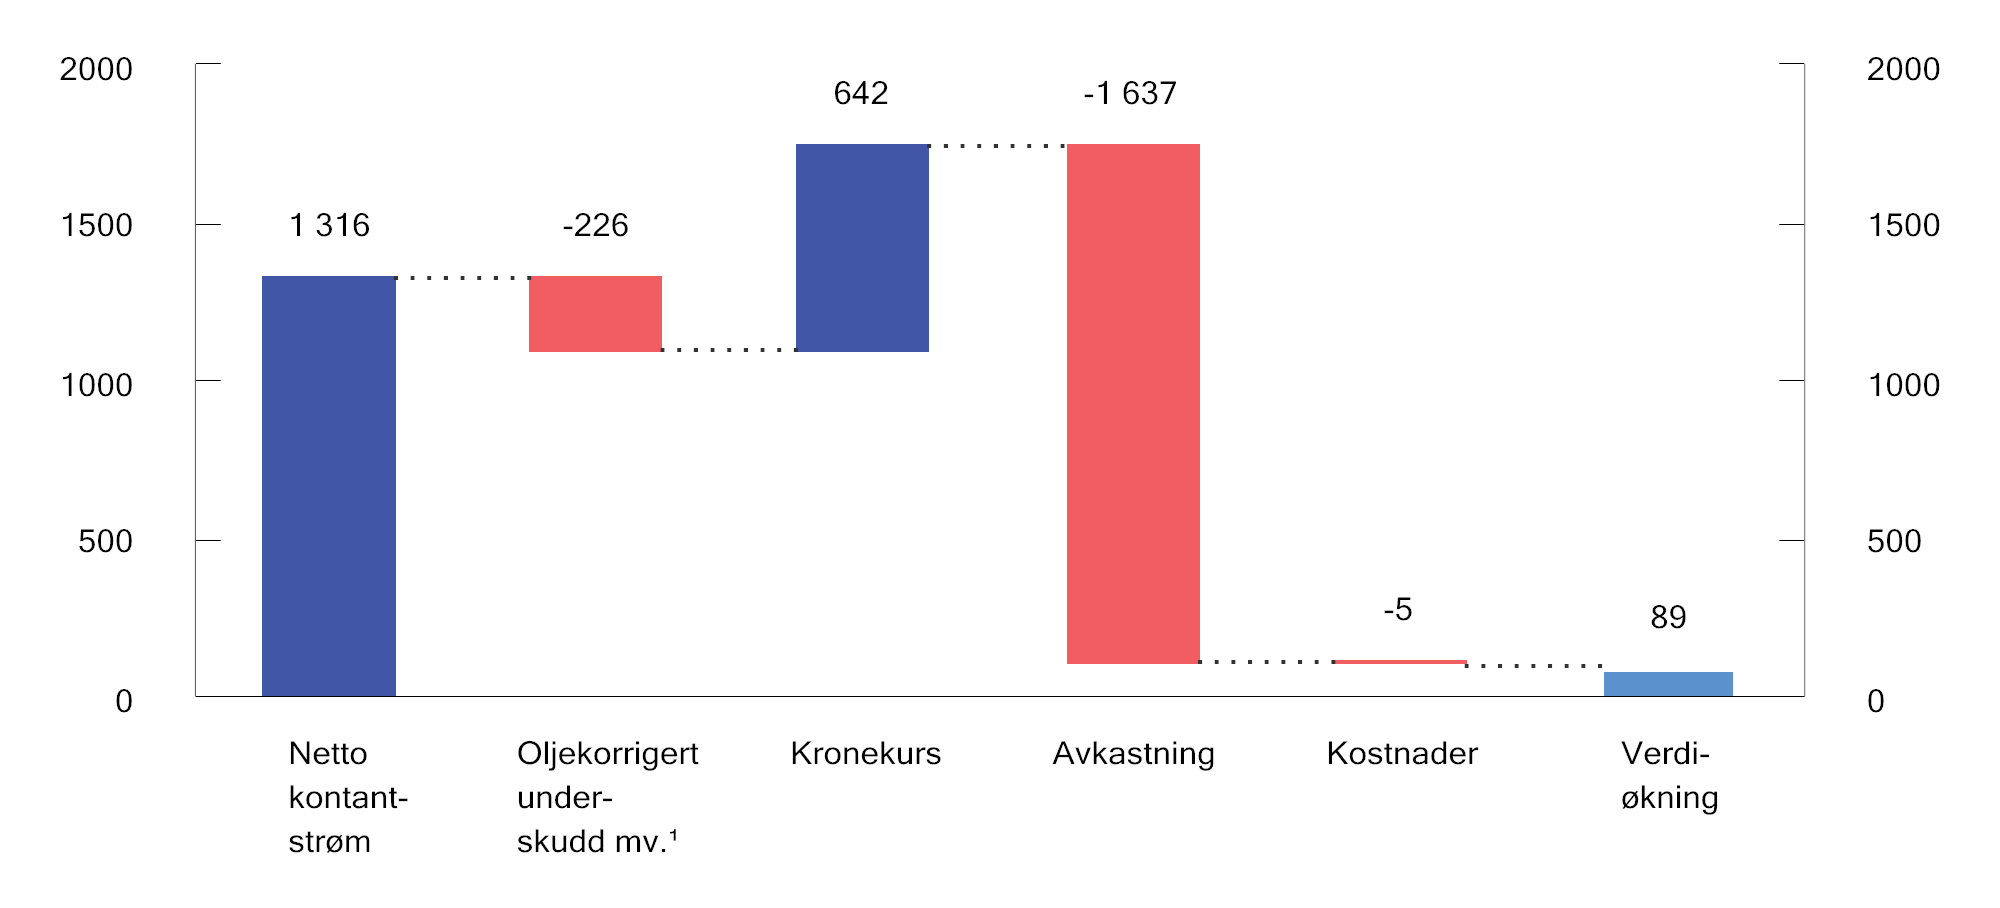 2000
2000
642
-1 637
1500
1 316
-226
1500
1000
1000
500
500
-5
89
0
0
Netto
kontant-
strøm
Oljekorrigert
under-
skudd mv.¹
Kronekurs
Avkastning
Kostnader
Verdi-
økning